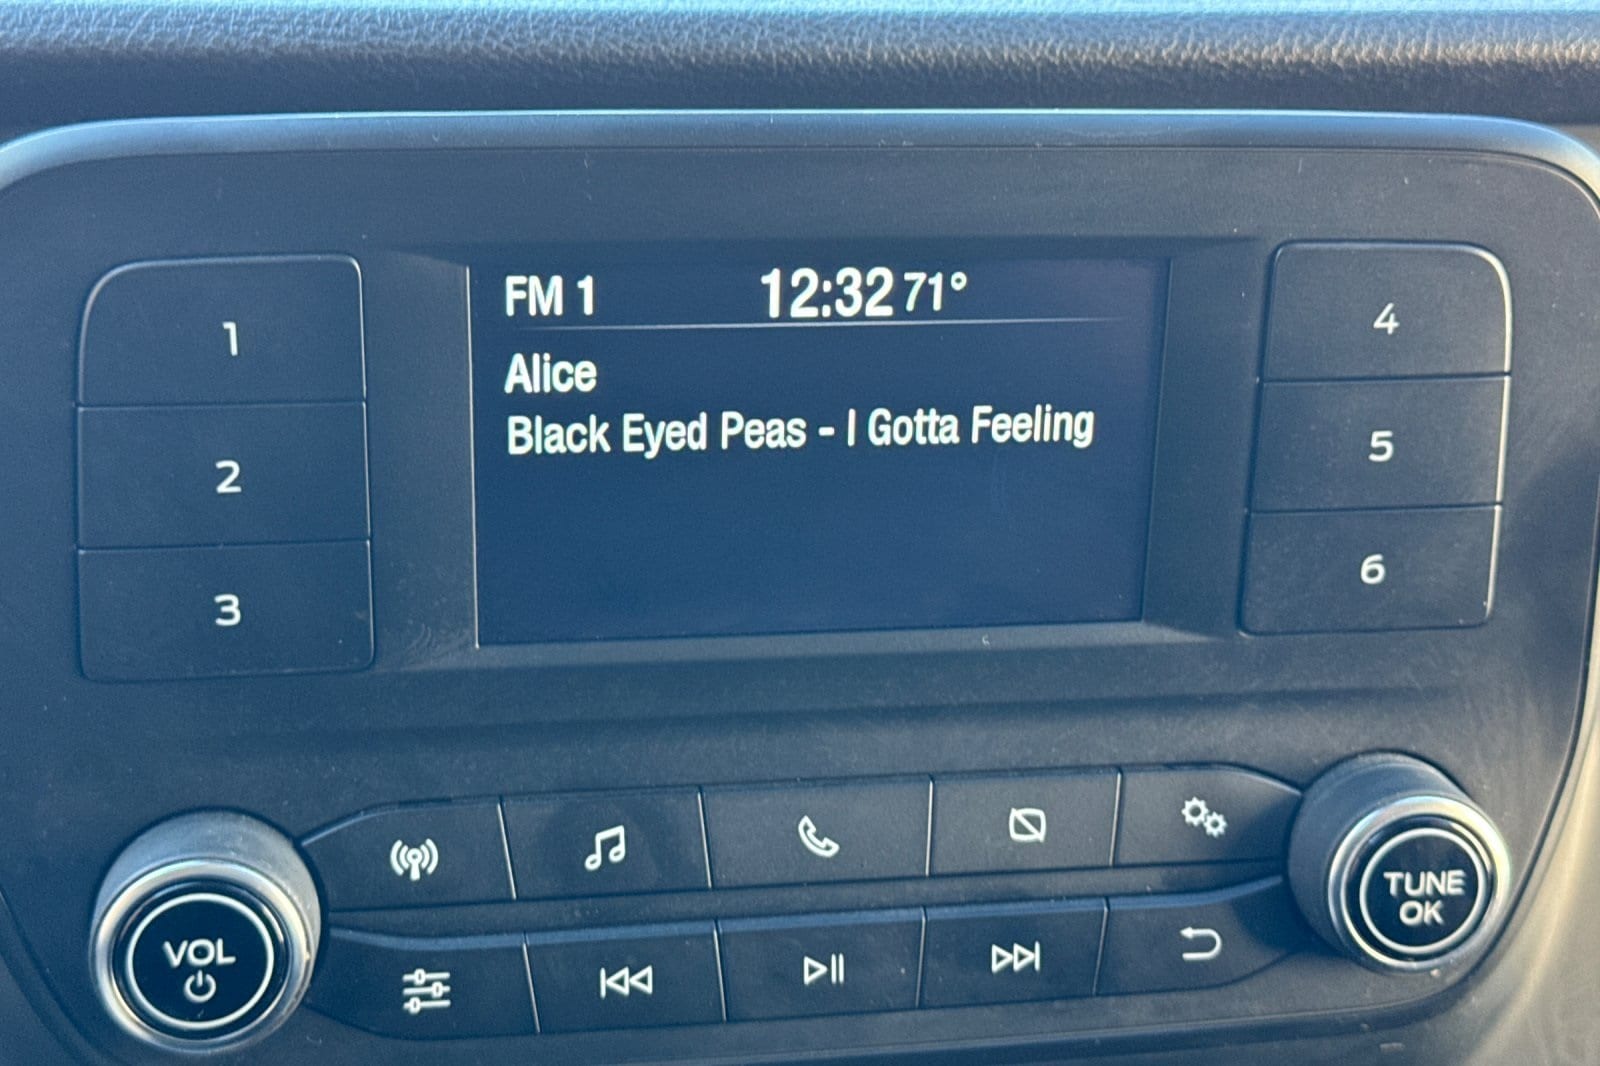 FM 1 12:32 71°
Alice
Black Eyed Peas - I Gotta Feeling
1
2
3
4
5
6
VOL
TUNE
OK